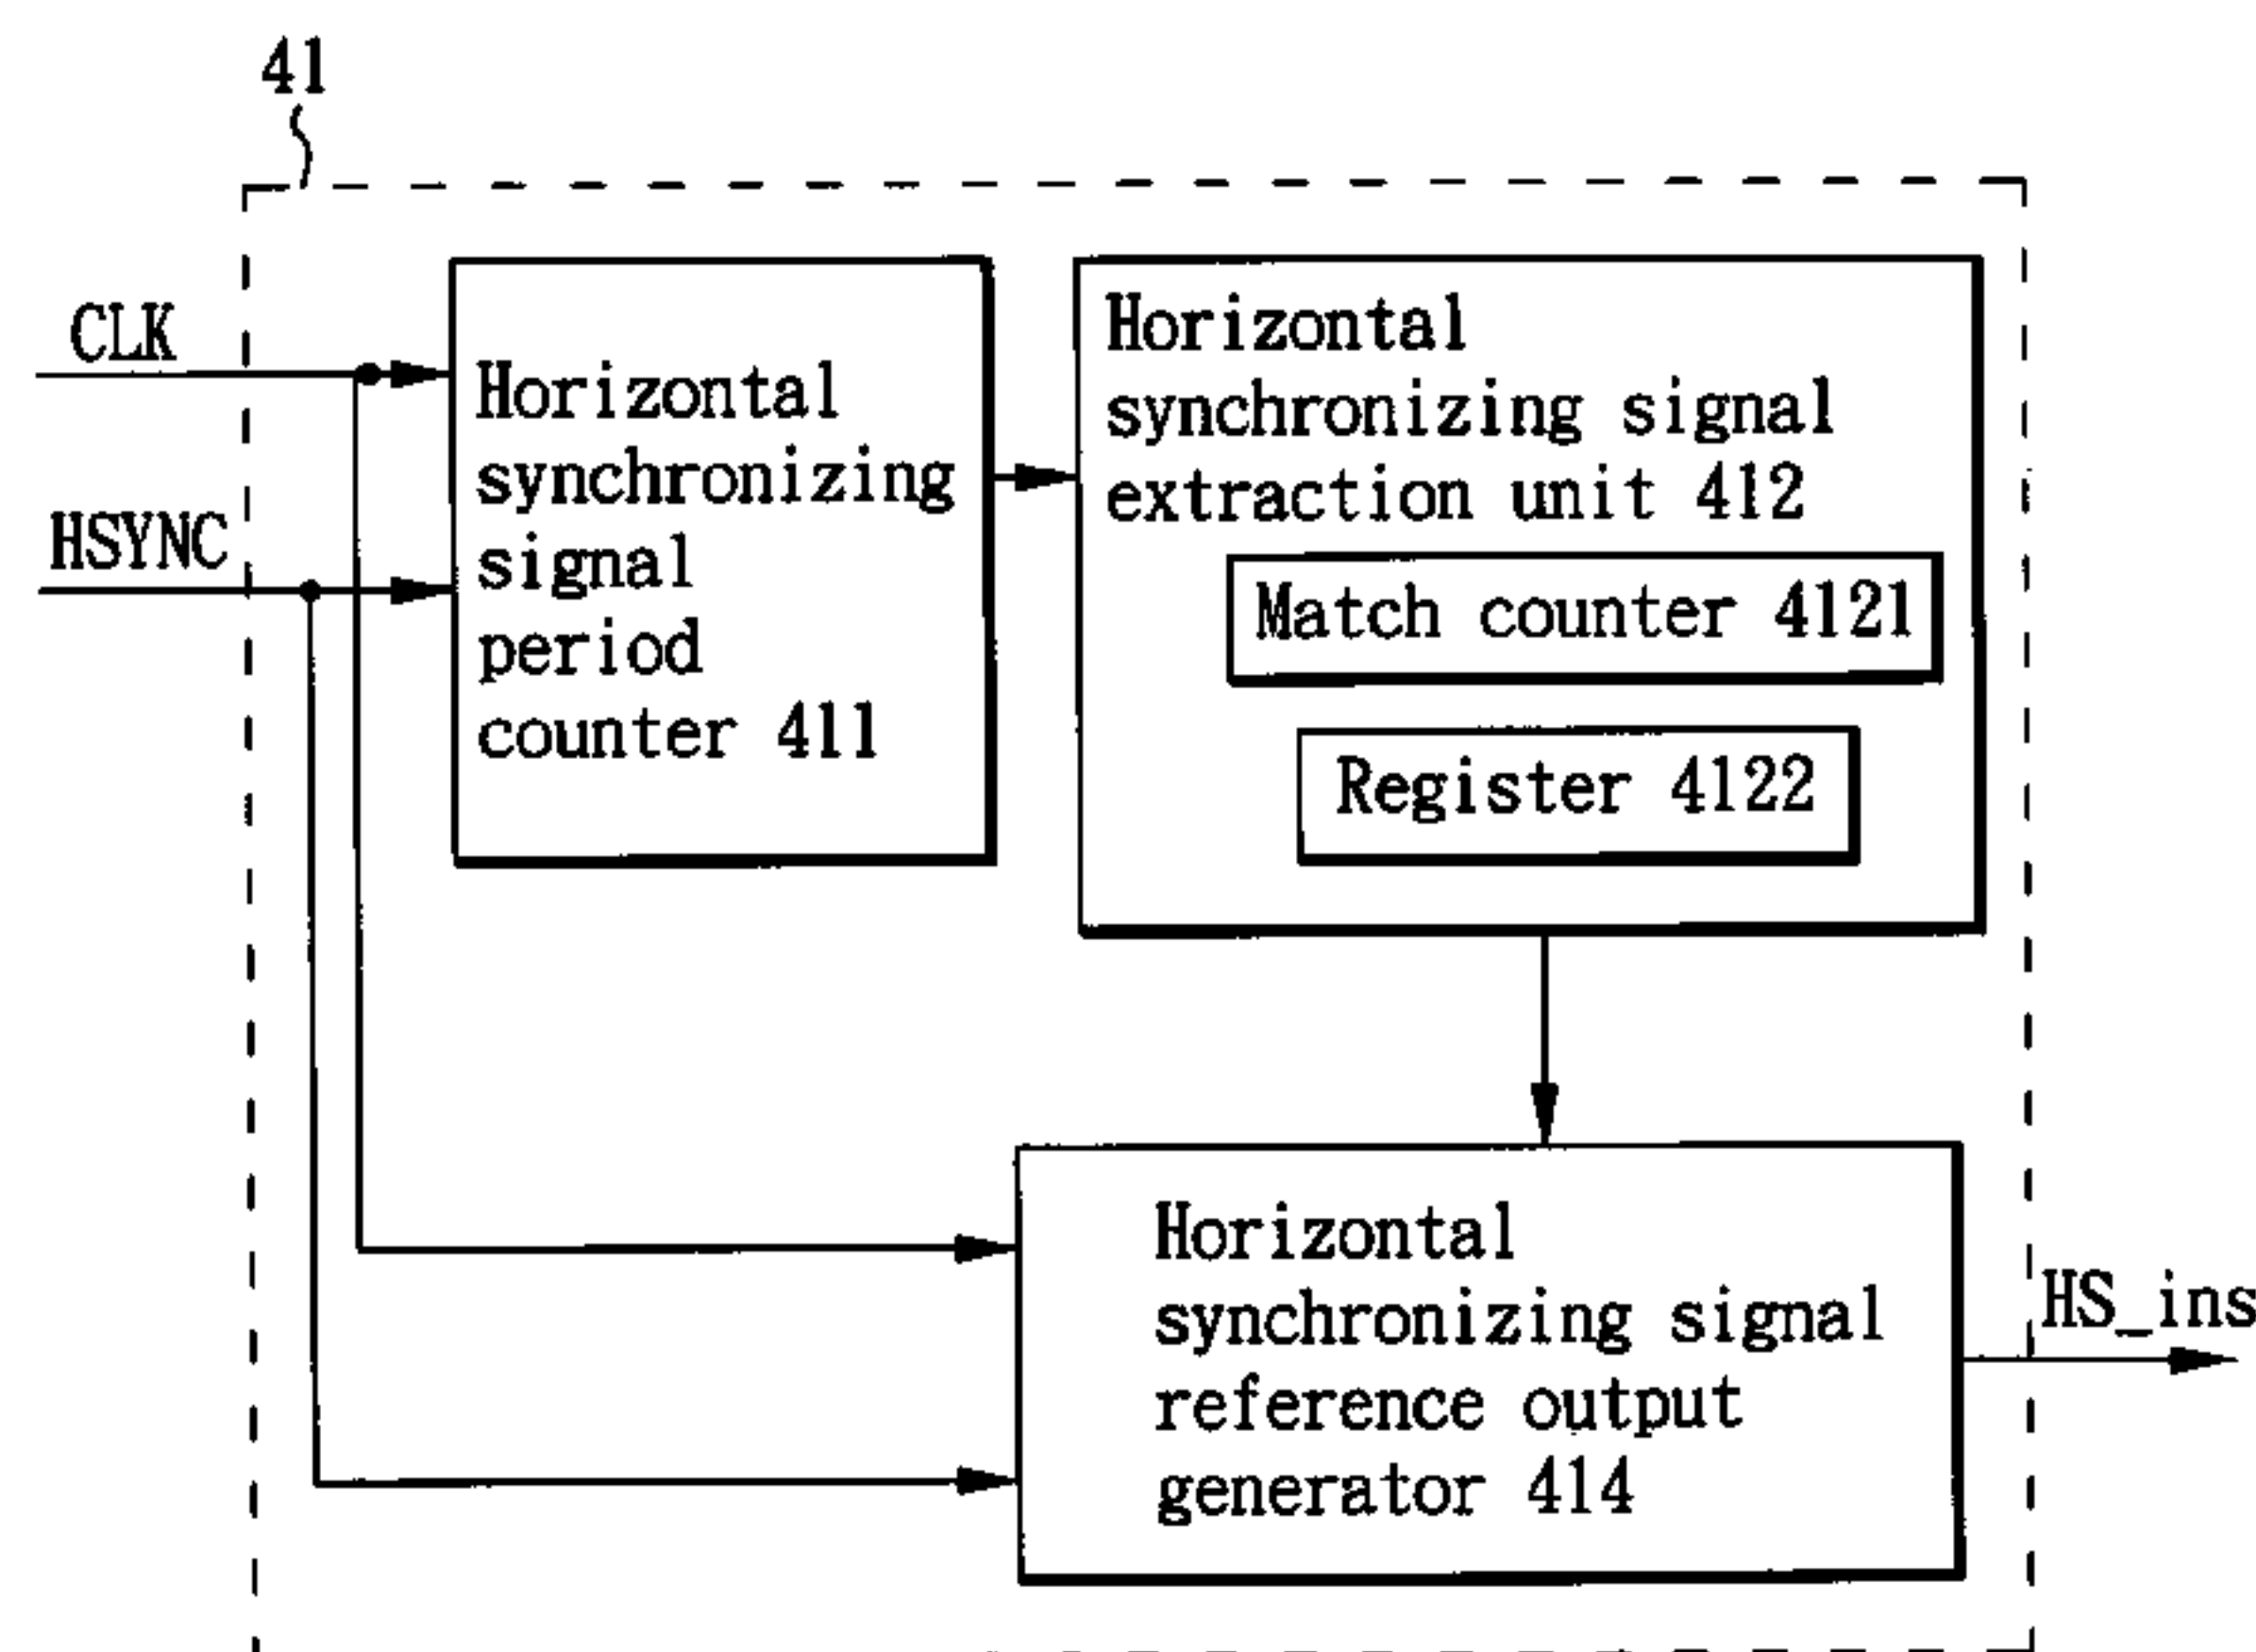 41
CLK
HSYNC
Horizontal
synchronizing
signal
period
counter 411
Horizontal
synchronizing signal
extraction unit 412
Match counter 4121
Register 4122
Horizontal
synchronizing signal
reference output
generator 414
HS_ins